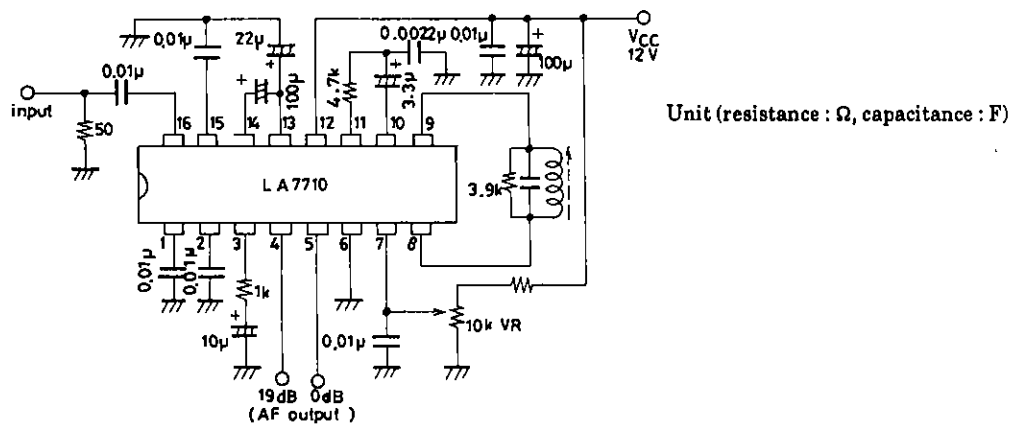 0.01μ
22μ
0.0022μ 0.01μ
VCC
12V
100μ
0.01μ
input
50
100μ
4.7k
3.3μ
16 15 14 13 12 11 10 9
LA7710
3.9k
1 2 3 4 5 6 7 8
0.01μ
0.01μ
1k
10μ
0.01μ
10k VR
19dB 0dB
(AF output)
Unit (resistance : Ω, capacitance : F)